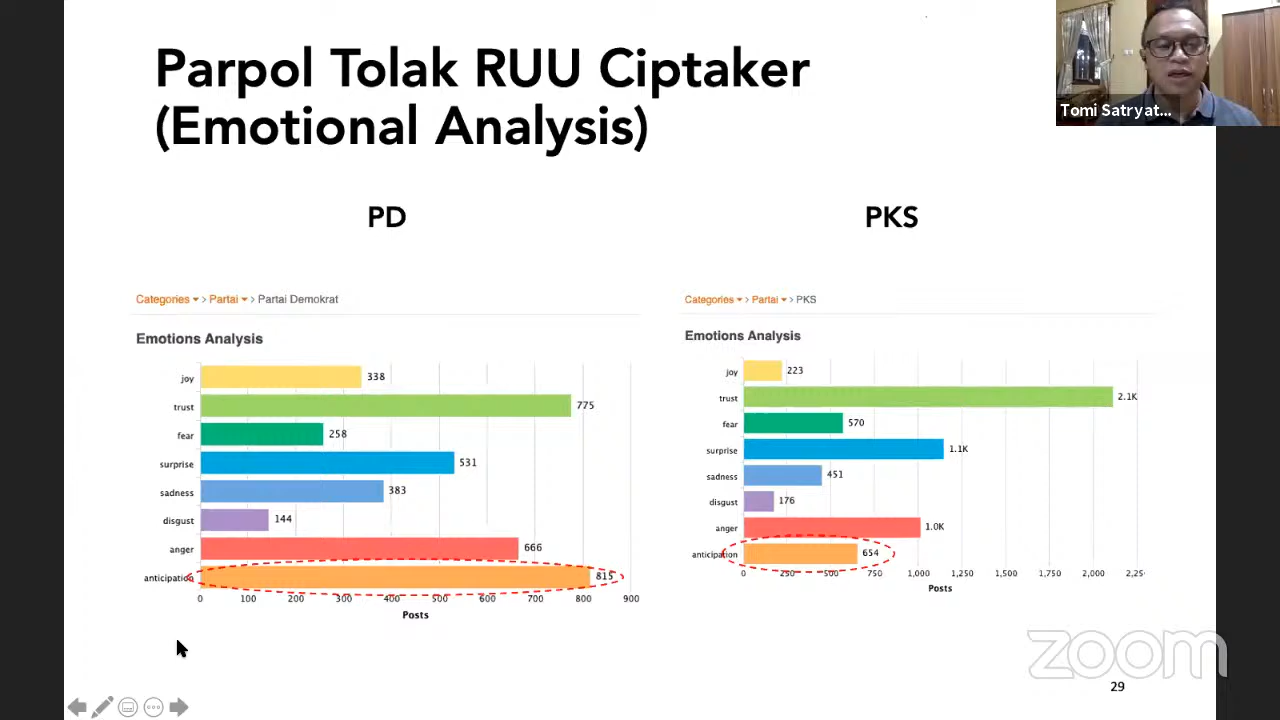 Parpol Tolak RUU Ciptaker
(Emotional Analysis)
Tomi Satryat...
PD
PKS
Categories > Partai > Partai Demokrat
Emotions Analysis
joy 338
trust 775
fear 258
surprise 531
sadness 383
disgust 144
anger 666
anticipation 815
0 100 200 300 400 500 600 700 800 900
Posts
Categories > Partai > PKS
Emotions Analysis
joy 223
trust 2.1K
fear 570
surprise 1.1K
sadness 451
disgust 176
anger 1.0K
anticipation 654
0 250 500 750 1,000 1,250 1,500 1,750 2,000 2,25
Posts
zoom
29